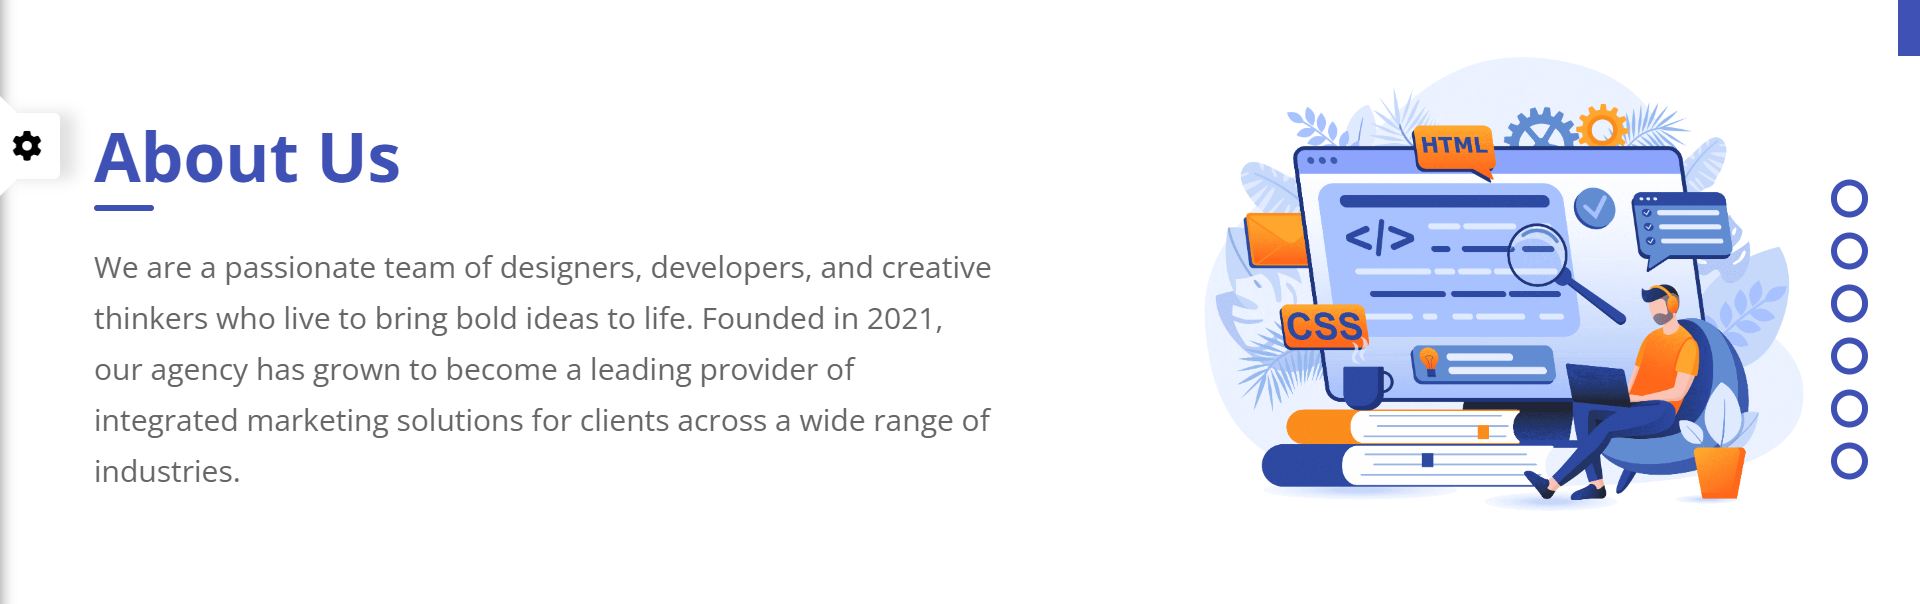 About Us
We are a passionate team of designers, developers, and creative
thinkers who live to bring bold ideas to life. Founded in 2021,
our agency has grown to become a leading provider of
integrated marketing solutions for clients across a wide range of
industries.
HTML
</>
CSS